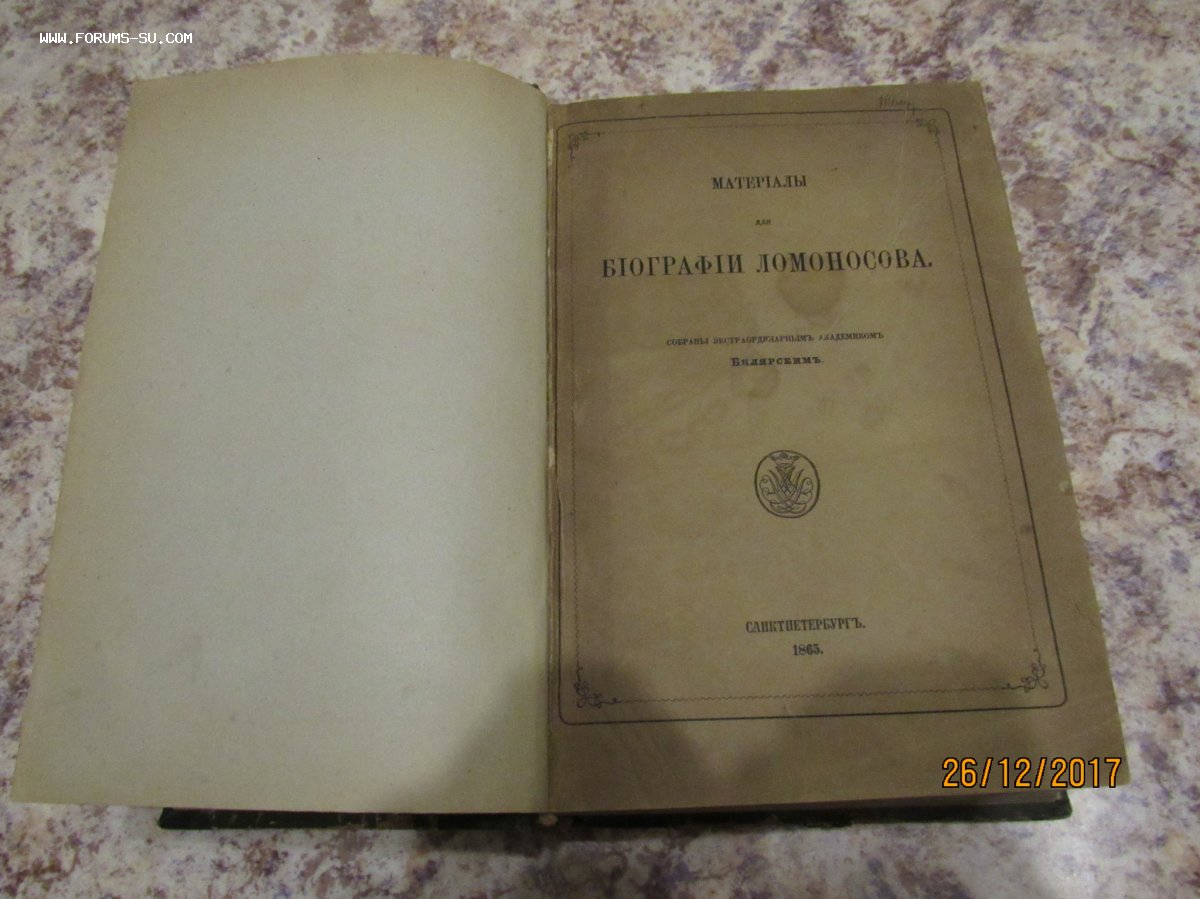 WWW.FORUMS-SU.COM
МАТЕРІАЛЫ
ДЛЯ
БІОГРАФІИ ЛОМОНОСОВА.
СОБРАНЫ ЭКСТРАОРДИНАРНЫМЪ АКАДЕМИКОМЪ
БИЛЯРСКИМЪ.
САНКТПЕТЕРБУРГЪ.
1865.
26/12/2017